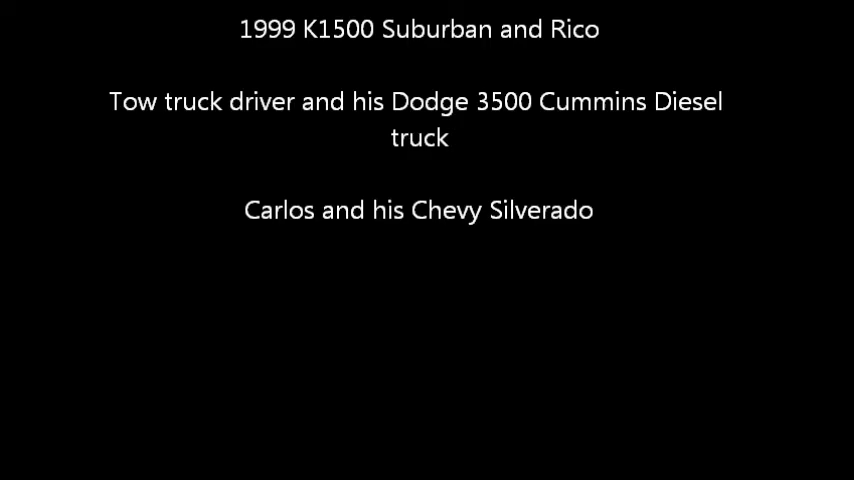 1999 K1500 Suburban and Rico
Tow truck driver and his Dodge 3500 Cummins Diesel
truck
Carlos and his Chevy Silverado